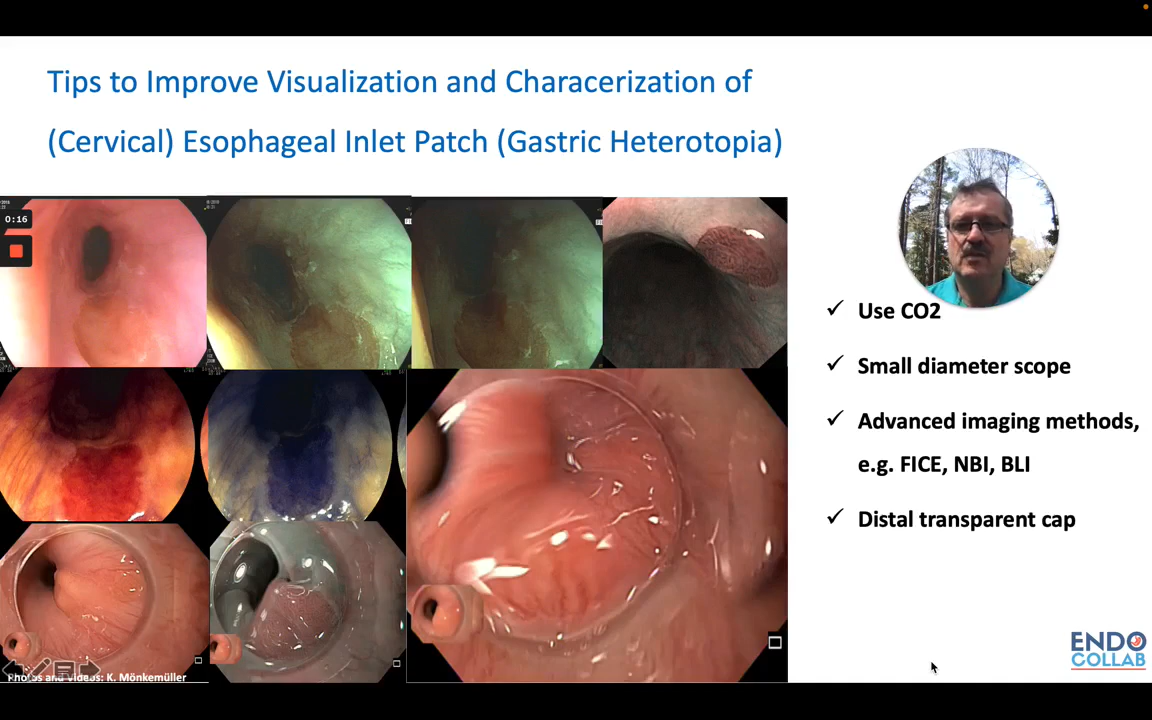 Tips to Improve Visualization and Characerization of
(Cervical) Esophageal Inlet Patch (Gastric Heterotopia)
0:16
✓ Use CO2
✓ Small diameter scope
✓ Advanced imaging methods,
e.g. FICE, NBI, BLI
✓ Distal transparent cap
Photos and videos: K. Mönkemüller
ENDO
COLLAB